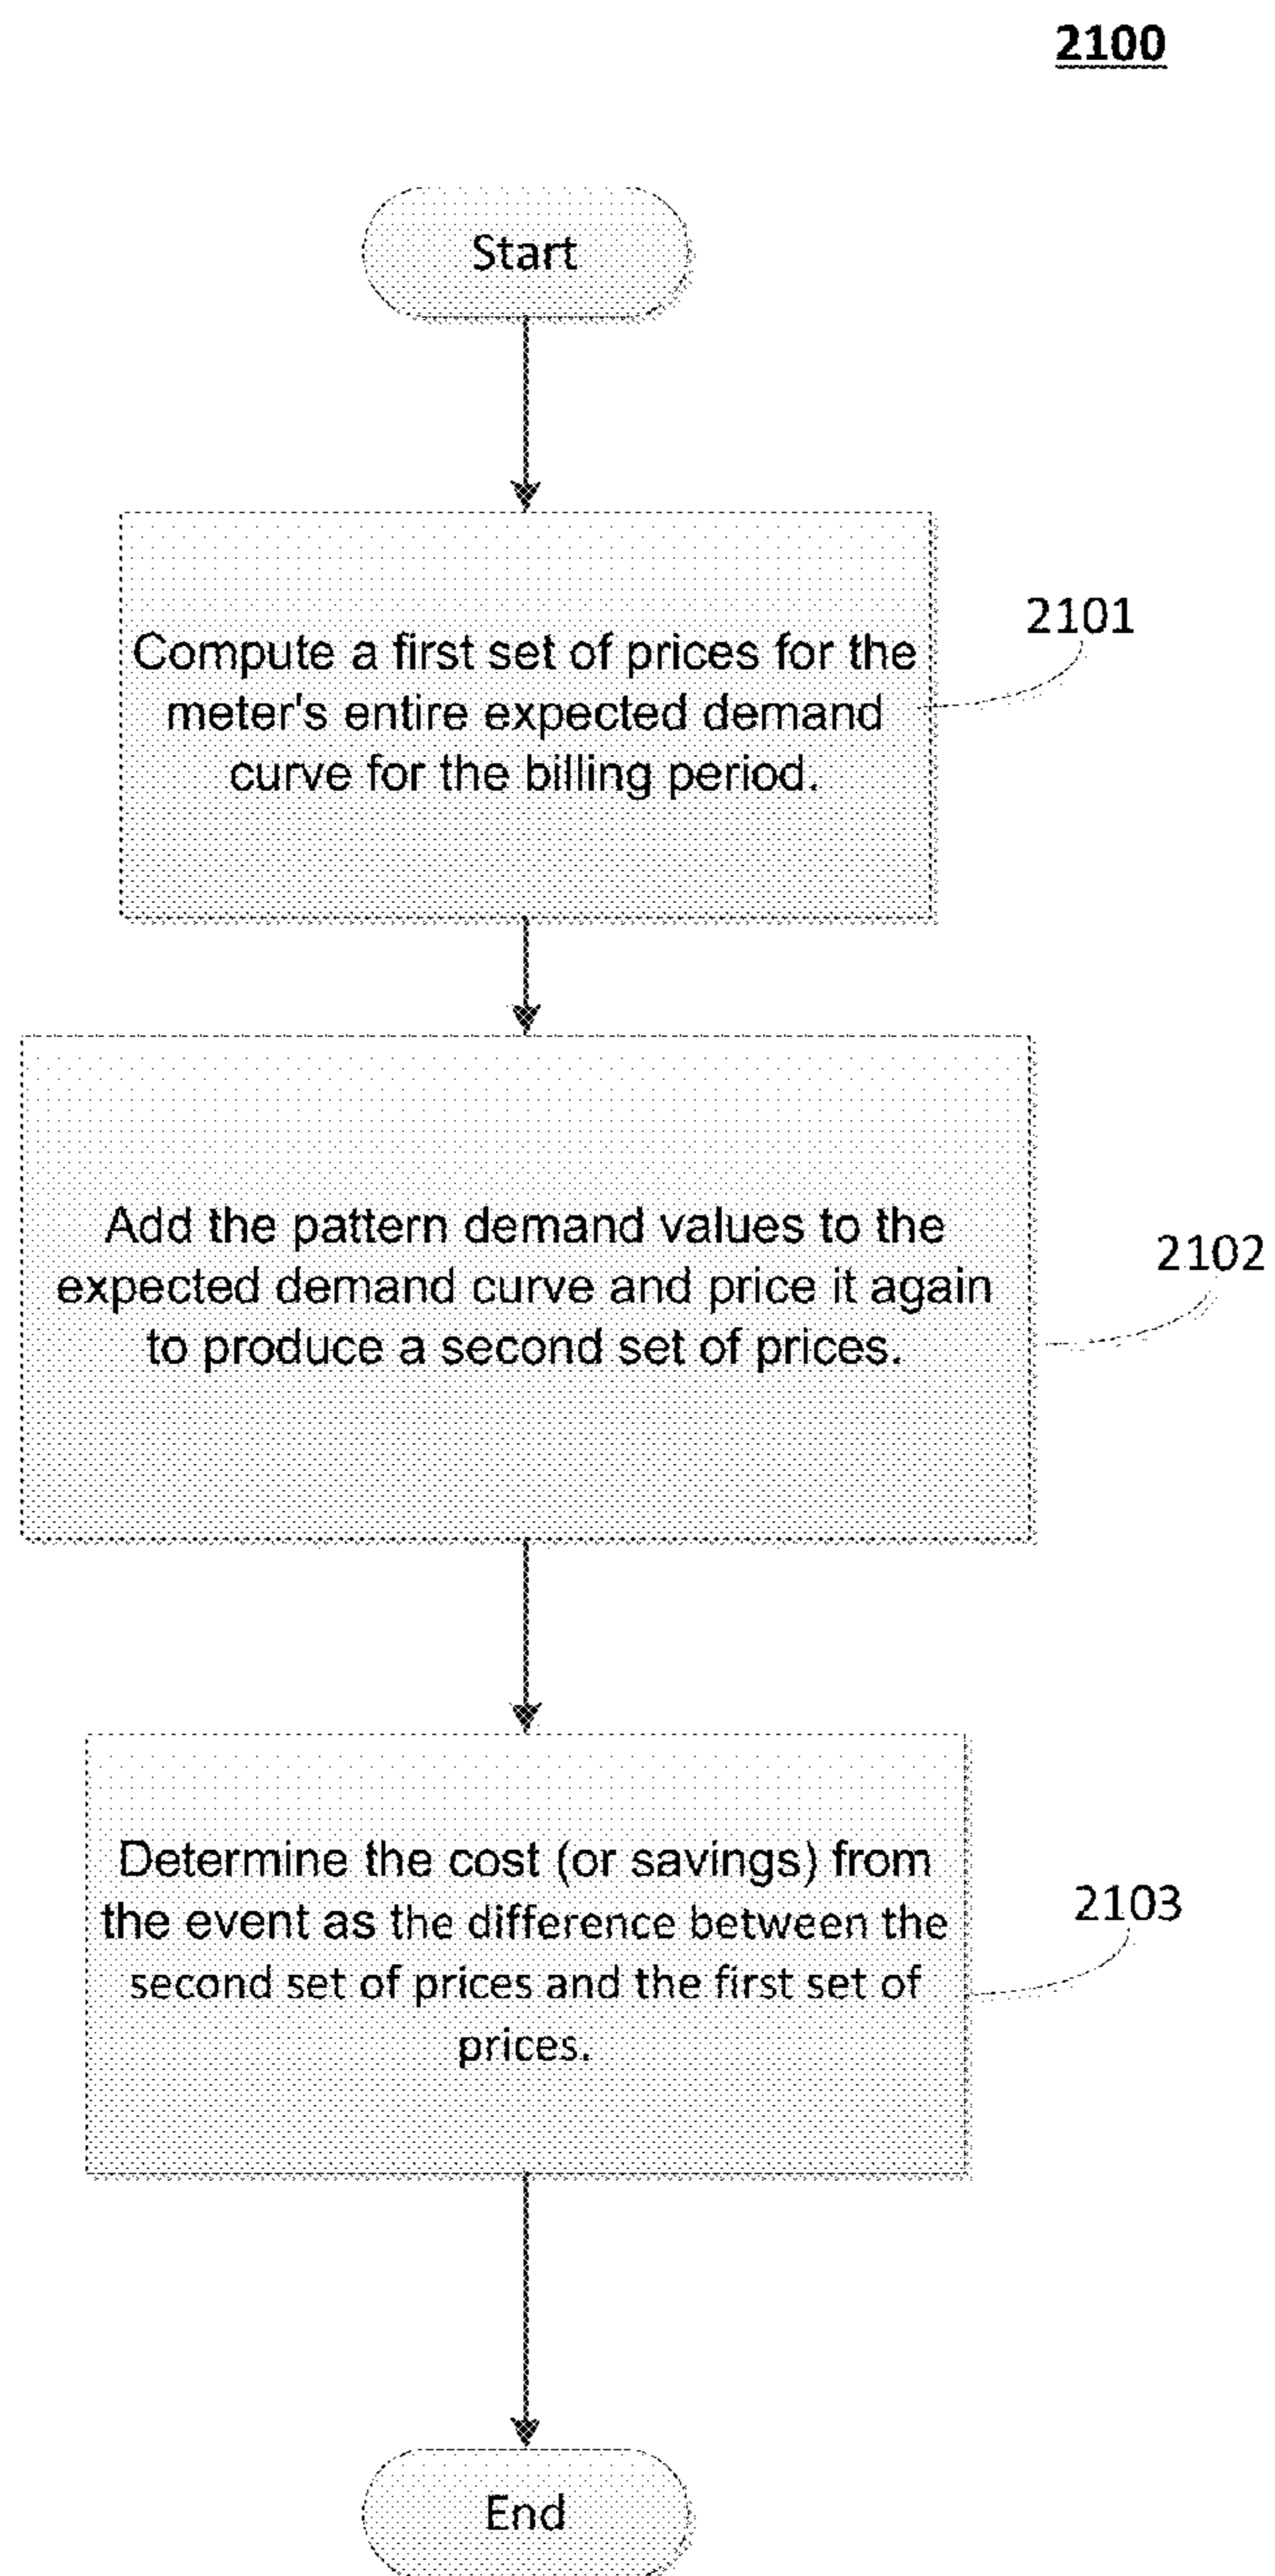 2100
Start
Compute a first set of prices for the
meter's entire expected demand
curve for the billing period.
2101
Add the pattern demand values to the
expected demand curve and price it again
to produce a second set of prices.
2102
Determine the cost (or savings) from
the event as the difference between the
second set of prices and the first set of
prices.
2103
End